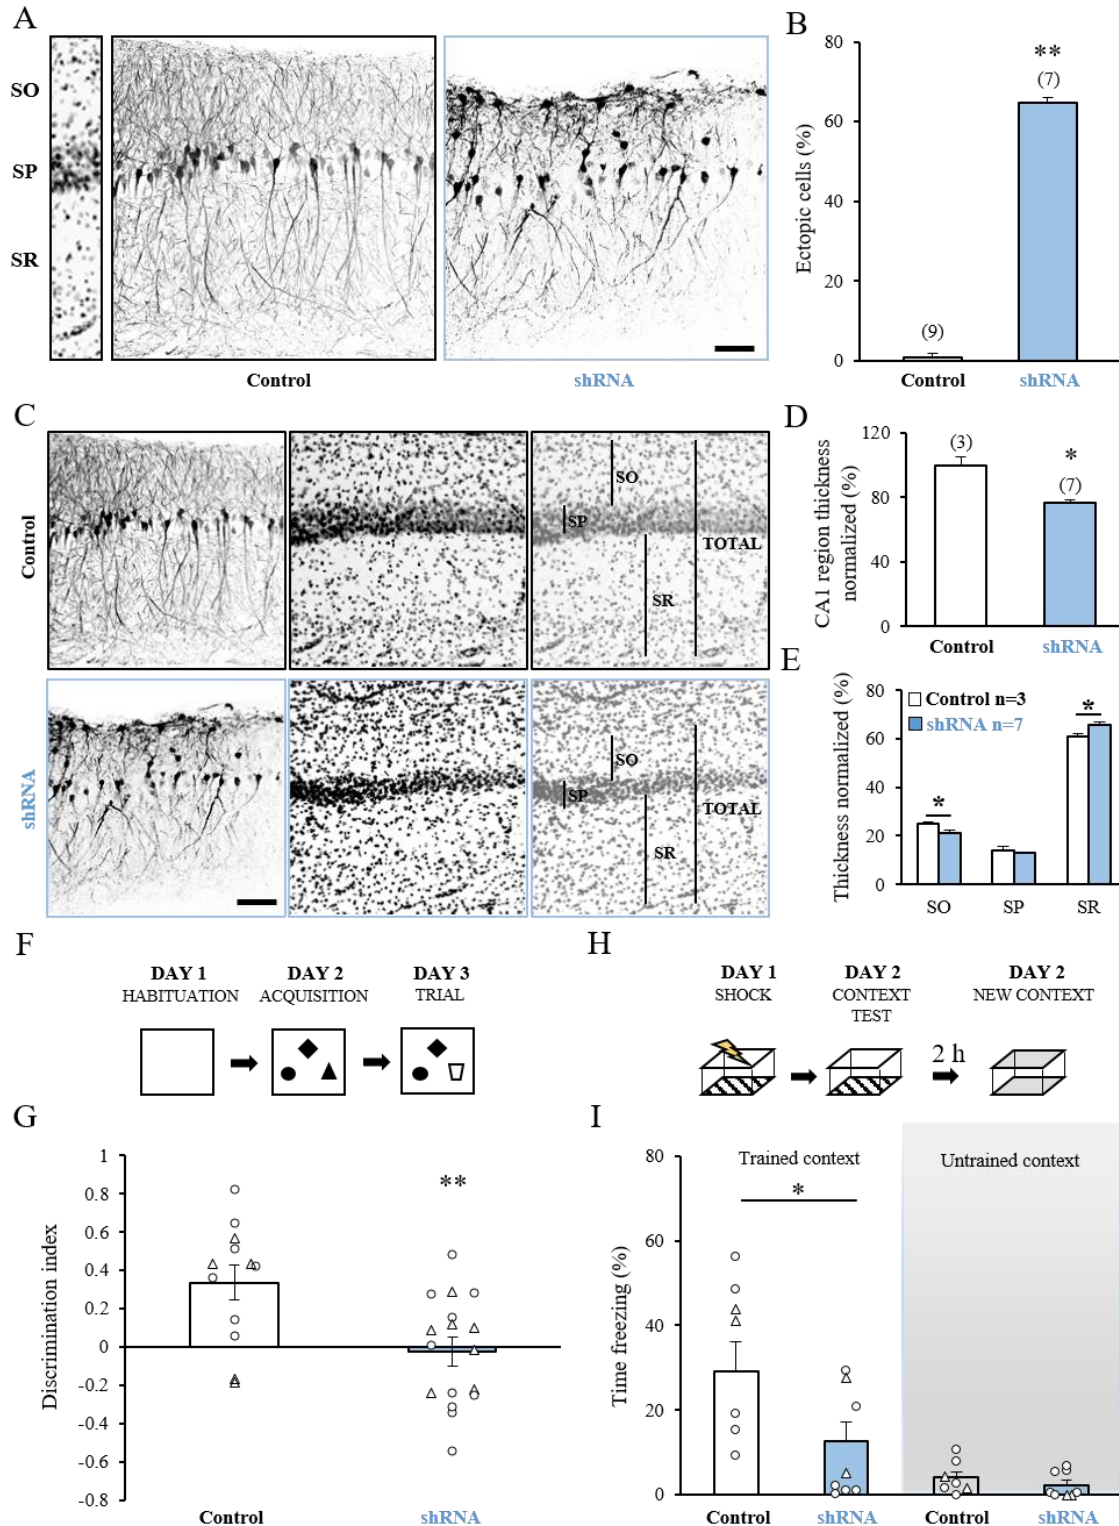 A
SO
SP
SR
Control
shRNA
B
Ectopic cells (%)
80
60
40
20
0
**
(7)
(9)
Control
shRNA
C
Control
shRNA
SO
SP
TOTAL
SR
SO
SP
TOTAL
SR
D
CA1 region thickness
normalized (%)
120
80
40
0
(3)
*
(7)
Control
shRNA
E
Thickness normalized (%)
80
60
40
20
0
Control n=3
shRNA n=7
*
*
SO
SP
SR
F
DAY 1
HABITUATION
DAY 2
ACQUISITION
DAY 3
TRIAL
G
Discrimination index
1
0.8
0.6
0.4
0.2
0
-0.2
-0.4
-0.6
-0.8
**
Control
shRNA
H
DAY 1
SHOCK
DAY 2
CONTEXT
TEST
2 h
DAY 2
NEW CONTEXT
I
Time freezing (%)
80
60
40
20
0
Trained context
*
Untrained context
Control
shRNA
Control
shRNA